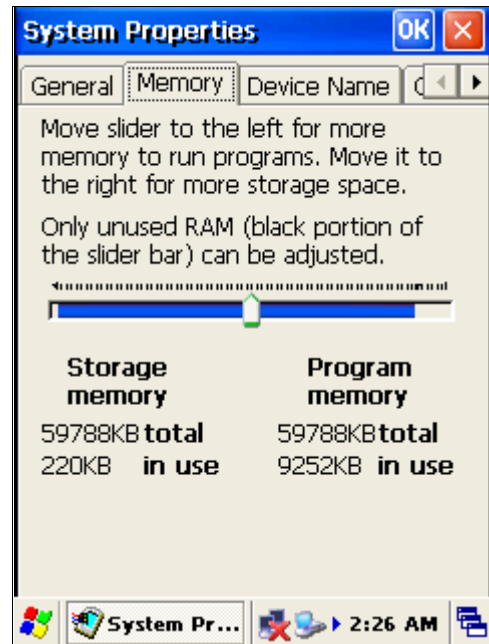 System Properties OK
General Memory Device Name
Move slider to the left for more
memory to run programs. Move it to
the right for more storage space.
Only unused RAM (black portion of
the slider bar) can be adjusted.
Storage memory
59788KB total
220KB in use
Program memory
59788KB total
9252KB in use
System Pr... 2:26 AM